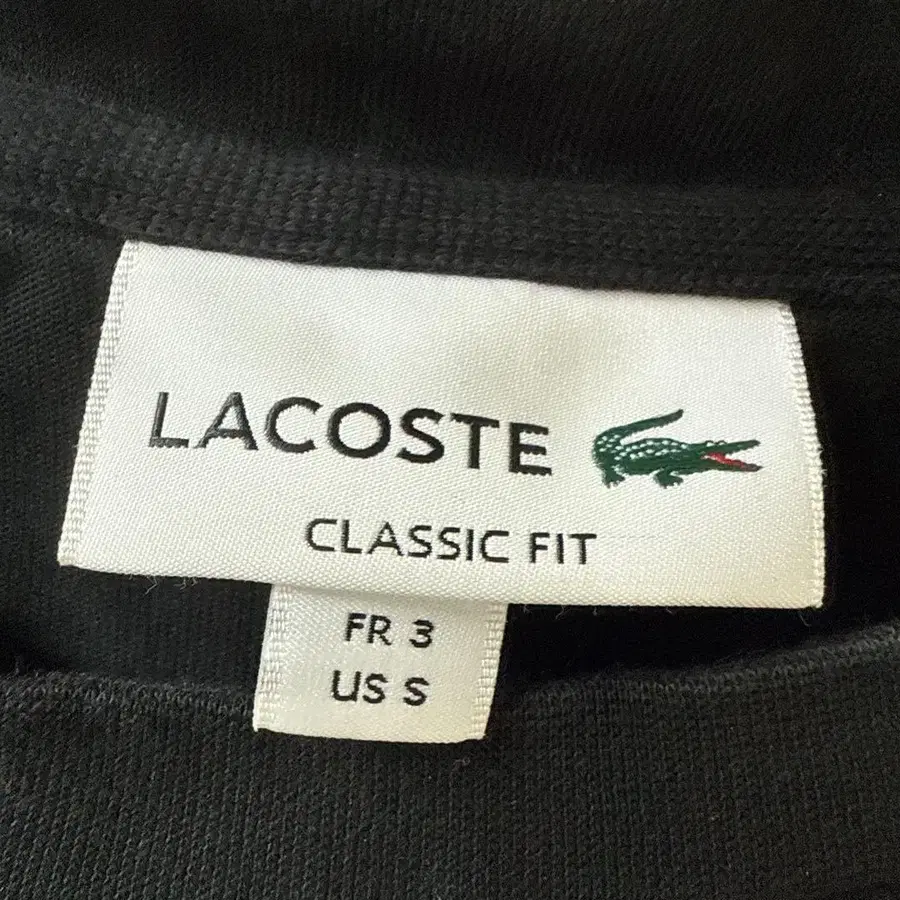 LACOSTE
CLASSIC FIT
FR 3
US S